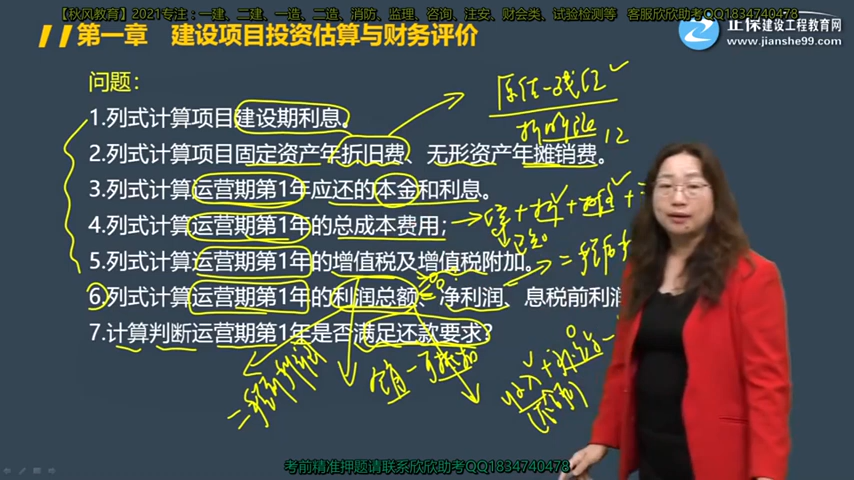 【秋风教育】2021专注:一建、二建、一造、二造、消防、监理、咨询、注安、财会类、试验检测等 客服欣欣助考QQ1834740478
第一章 建设项目投资估算与财务评价
正保建设工程教育网
www.jianshe99.com
问题:
1.列式计算项目建设期利息。
2.列式计算项目固定资产年折旧费、无形资产年摊销费。
3.列式计算运营期第1年应还的本金和利息。
4.列式计算运营期第1年的总成本费用;
5.列式计算运营期第1年的增值税及增值税附加。
6.列式计算运营期第1年的利润总额、净利润、息税前利润
7.计算判断运营期第1年是否满足还款要求?
原值-残值
12
考前精准押题请联系欣欣助考QQ1834740478